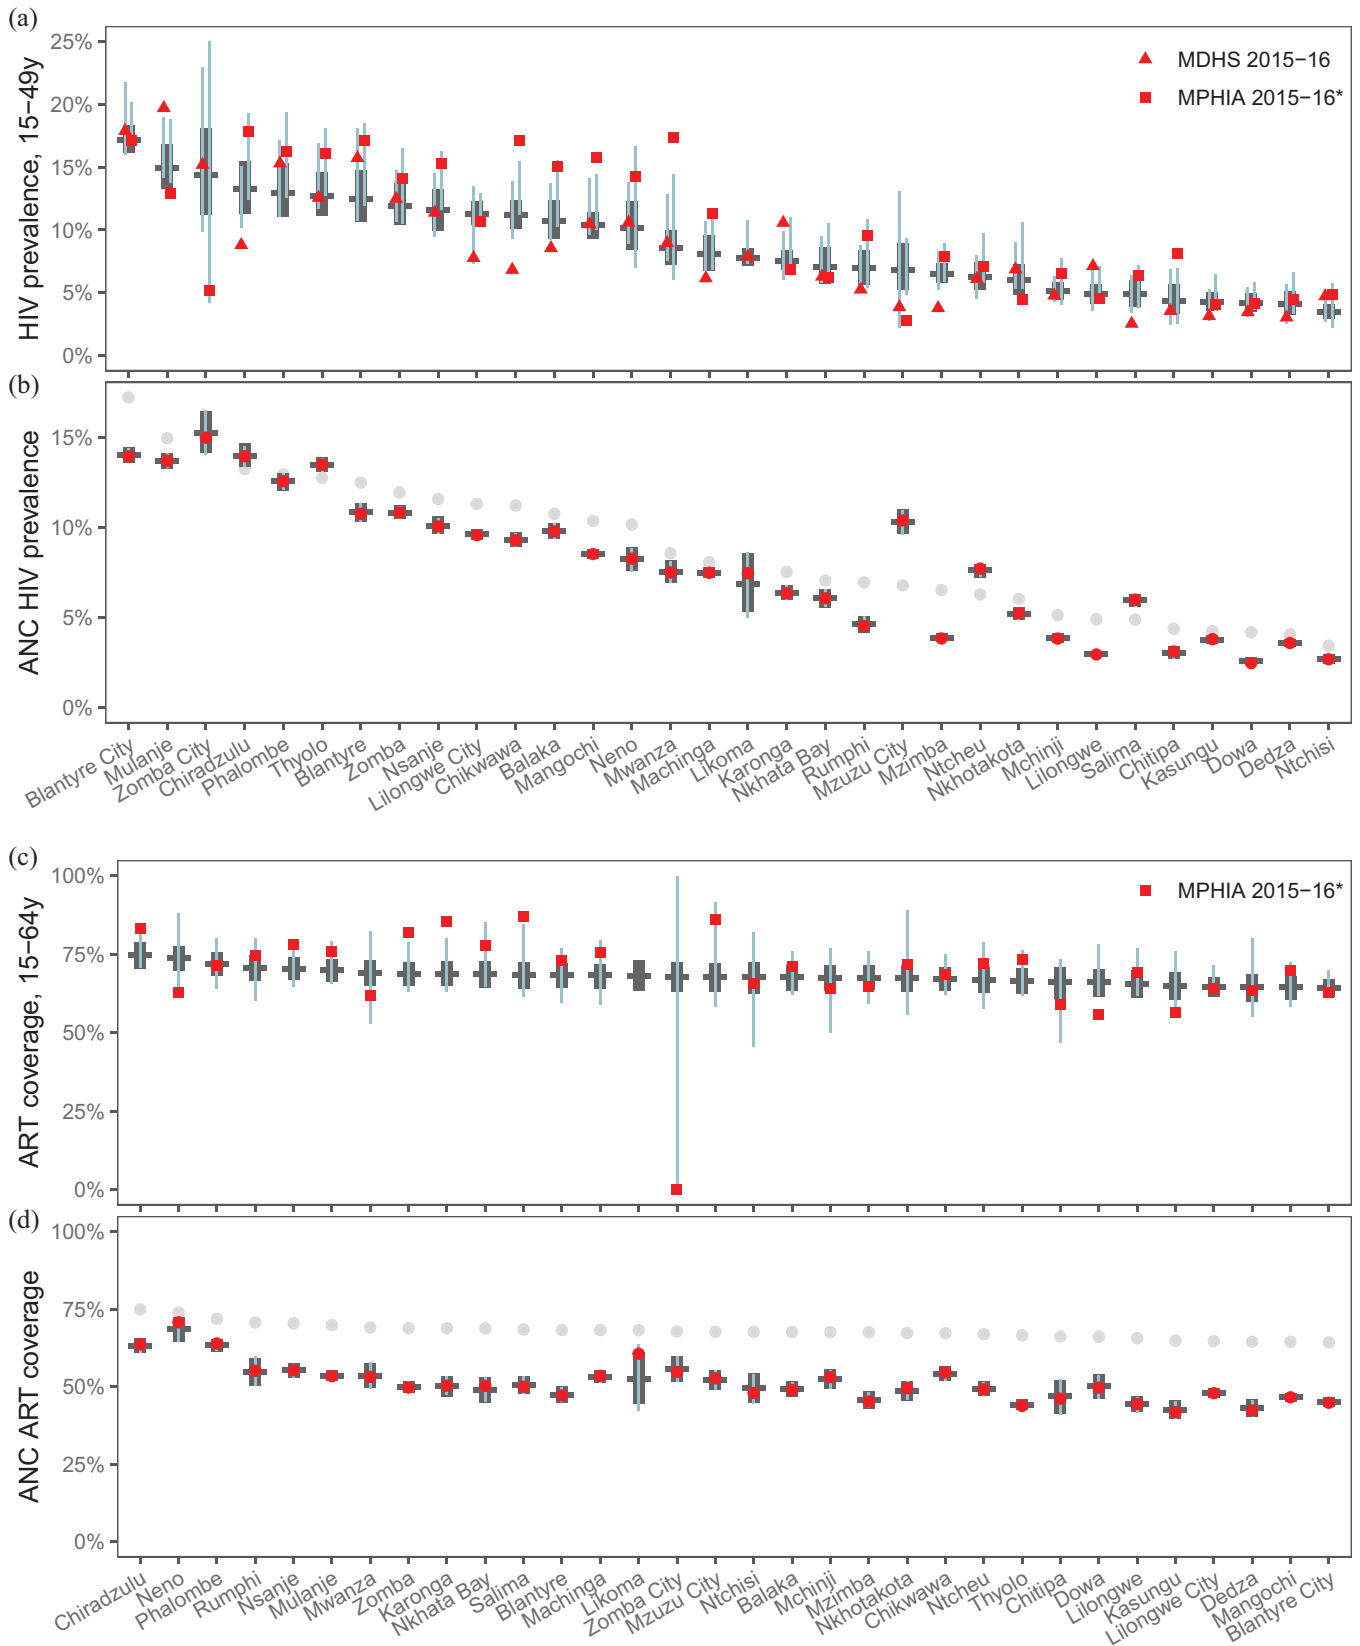 (a)
HIV prevalence, 15−49y
25%
20%
15%
10%
5%
0%
MDHS 2015−16
MPHIA 2015−16*
(b)
ANC HIV prevalence
15%
10%
5%
0%
Blantyre City
Mulanje
Zomba City
Chiradzulu
Phalombe
Thyolo
Blantyre
Zomba
Nsanje
Lilongwe City
Chikwawa
Balaka
Mangochi
Neno
Mwanza
Machinga
Likoma
Karonga
Nkhata Bay
Rumphi
Mzuzu City
Mzimba
Ntcheu
Nkhotakota
Mchinji
Lilongwe
Salima
Chitipa
Kasungu
Dowa
Dedza
Ntchisi
(c)
ART coverage, 15−64y
100%
75%
50%
25%
0%
MPHIA 2015−16*
(d)
ANC ART coverage
100%
75%
50%
25%
0%
Chiradzulu
Neno
Phalombe
Rumphi
Nsanje
Mulanje
Mwanza
Zomba
Karonga
Nkhata Bay
Salima
Blantyre
Machinga
Likoma
Zomba City
Mzuzu City
Ntchisi
Balaka
Mchinji
Mzimba
Nkhotakota
Chikwawa
Ntcheu
Thyolo
Chitipa
Dowa
Lilongwe
Kasungu
Lilongwe City
Dedza
Mangochi
Blantyre City